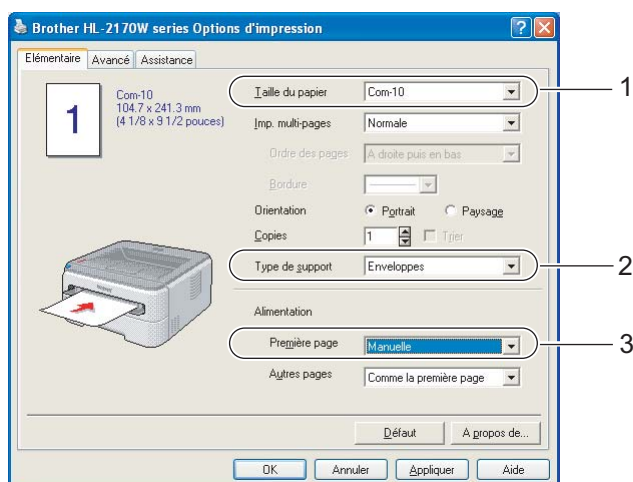 Brother HL-2170W series Options d'impression
Elémentaire Avancé Assistance
1
Com-10
104.7 x 241.3 mm
(4 1/8 x 9 1/2 pouces)
Taille du papier Com-10 1
Imp. multi-pages Normale
Ordre des pages A droite puis en bas
Bordure
Orientation Portrait Paysage
Copies 1 Trier
Type de support Enveloppes 2
Alimentation
Première page Manuelle 3
Autres pages Comme la première page
Défaut A propos de...
OK Annuler Appliquer Aide